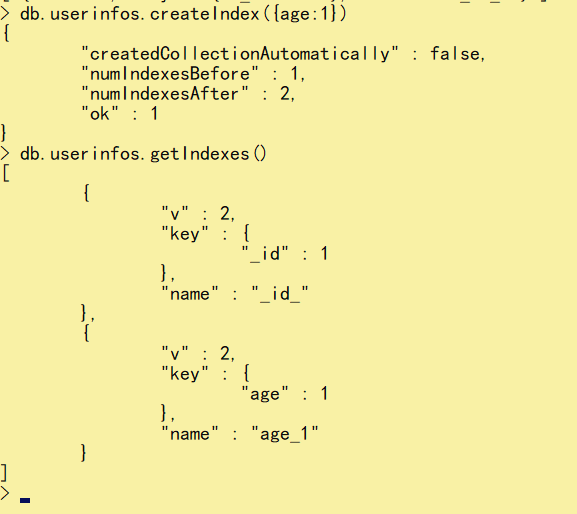 > db.userinfos.createIndex({age:1})
{
        "createdCollectionAutomatically" : false,
        "numIndexesBefore" : 1,
        "numIndexesAfter" : 2,
        "ok" : 1
}
> db.userinfos.getIndexes()
[
        {
                "v" : 2,
                "key" : {
                        "_id" : 1
                },
                "name" : "_id_"
        },
        {
                "v" : 2,
                "key" : {
                        "age" : 1
                },
                "name" : "age_1"
        }
]
>